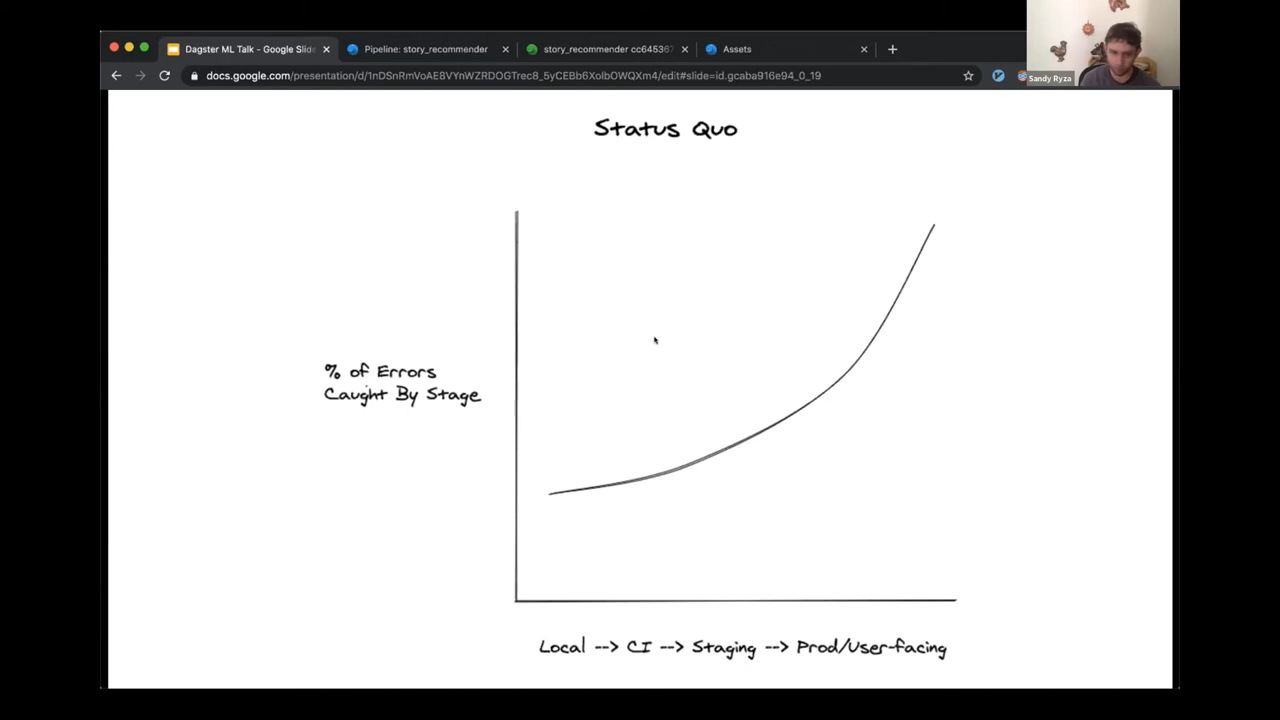 Dagster ML Talk - Google Slide
Pipeline: story_recommender
story_recommender cc64536
Assets
docs.google.com/presentation/d/1nDSnRmVoAE8VYnWZRDOGTrec8_5yCEBb6XolbOWQXm4/edit#slide=id.gcaba916e94_0_19
Sandy Ryza
Status Quo
% of Errors
Caught By Stage
Local --> CI --> Staging --> Prod/User-facing